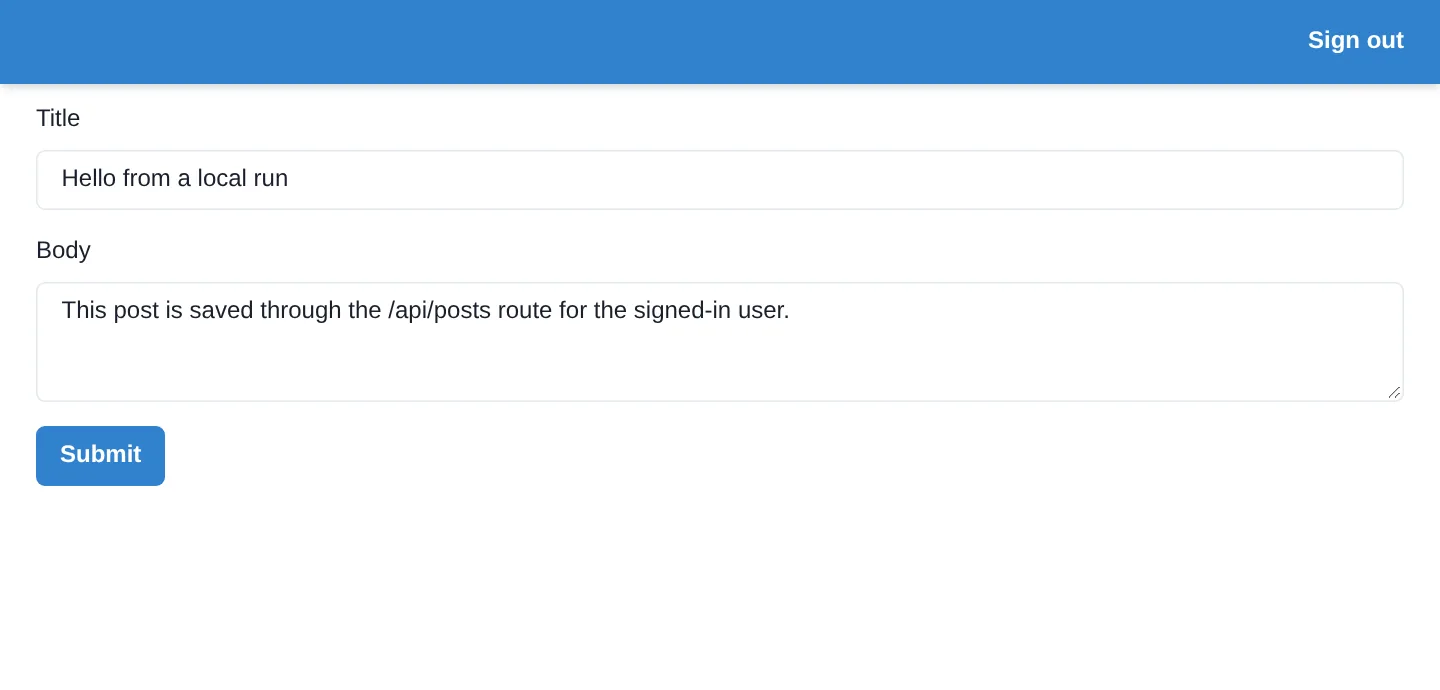 Sign out
Title
Hello from a local run
Body
This post is saved through the /api/posts route for the signed-in user.
Submit